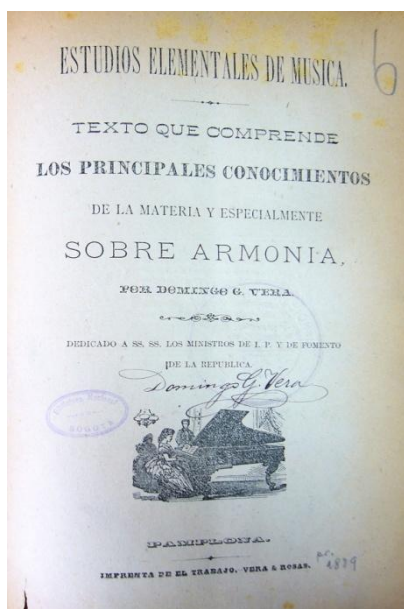 6
ESTUDIOS ELEMENTALES DE MUSICA.
TEXTO QUE COMPRENDE
LOS PRINCIPALES CONOCIMIENTOS
DE LA MATERIA Y ESPECIALMENTE
SOBRE ARMONIA,
POR DOMINGO G. VERA.
DEDICADO A SS. SS. LOS MINISTROS DE I. P. Y DE FOMENTO
DE LA REPUBLICA.
Domingo G. Vera
BOGOTA
PAMPLONA.
IMPRENTA DE EL TRABAJO. VERA & ROSAS.
1889